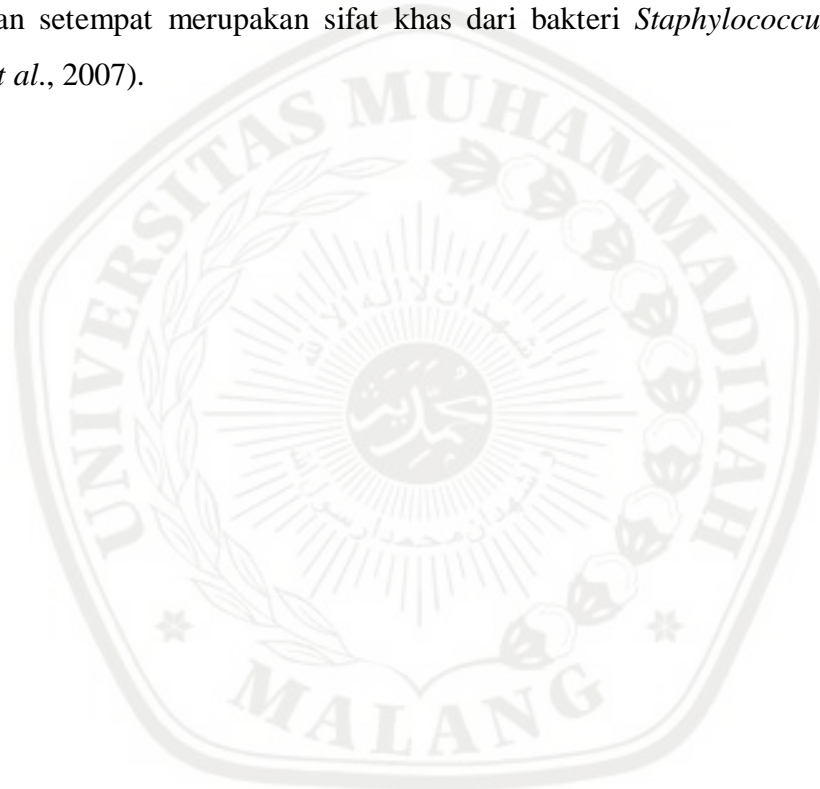 an setempat merupakan sifat khas dari bakteri Staphylococcu
t al., 2007).
UNIVERSITAS MUHAMMADIYAH
MALANG